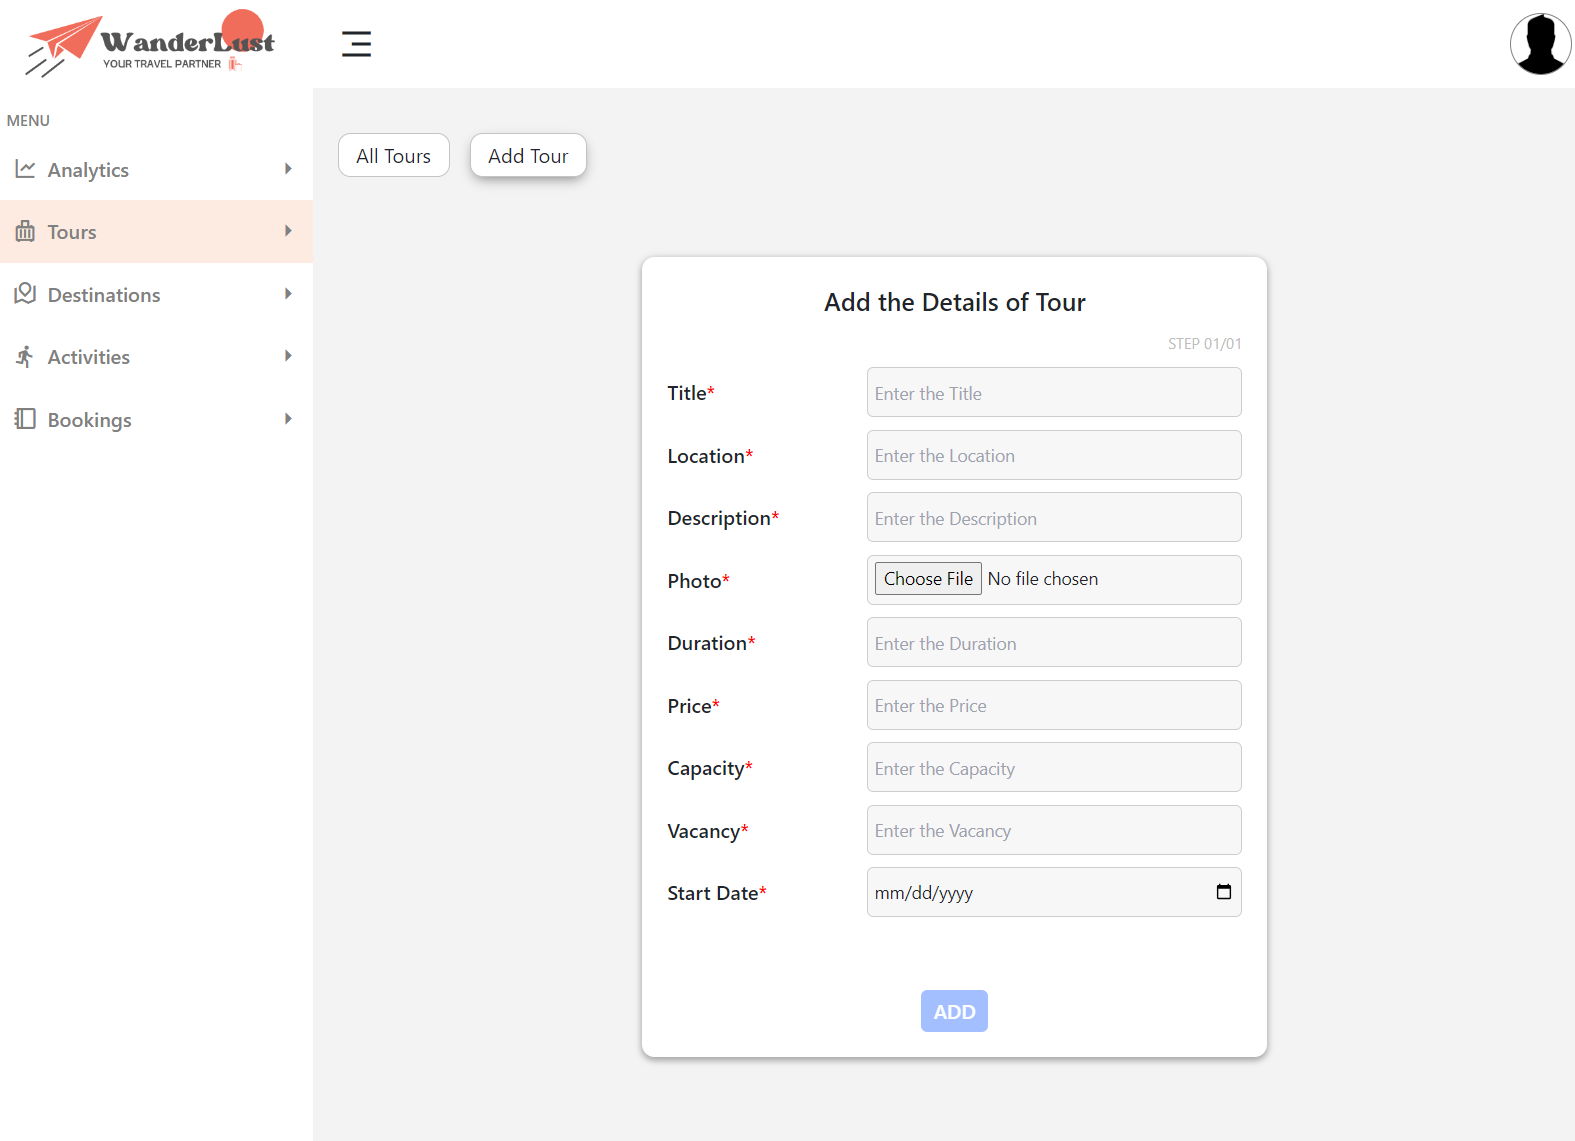 WanderLust
YOUR TRAVEL PARTNER
MENU
Analytics
Tours
Destinations
Activities
Bookings
All Tours
Add Tour
Add the Details of Tour
STEP 01/01
Title*
Enter the Title
Location*
Enter the Location
Description*
Enter the Description
Photo*
Choose File No file chosen
Duration*
Enter the Duration
Price*
Enter the Price
Capacity*
Enter the Capacity
Vacancy*
Enter the Vacancy
Start Date*
mm/dd/yyyy
ADD